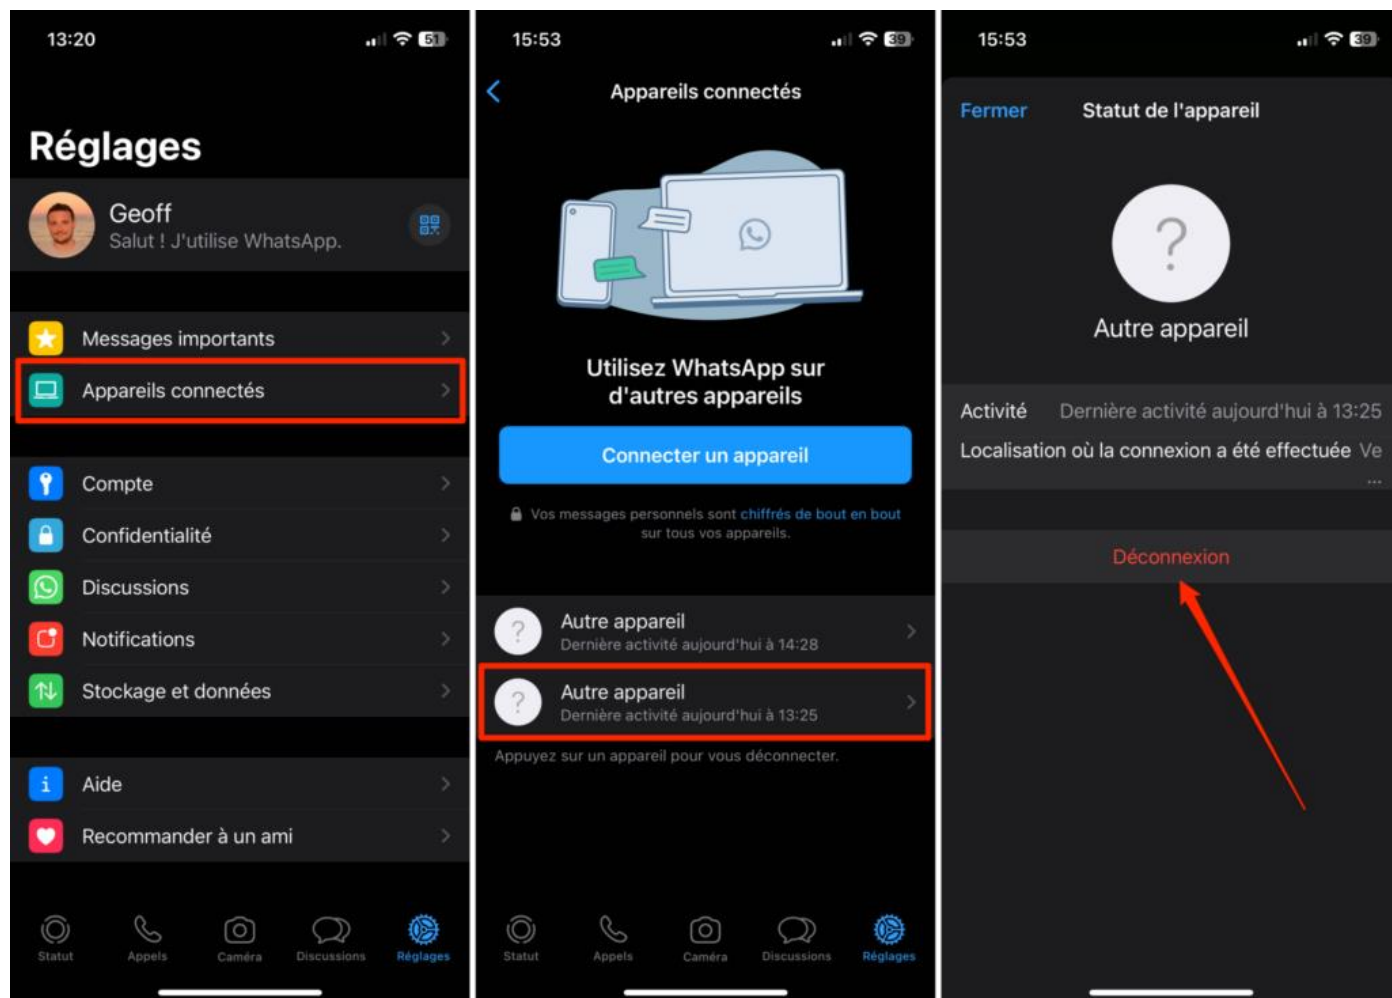 13:20
51
Réglages
Geoff
Salut ! J'utilise WhatsApp.
Messages importants
Appareils connectés
Compte
Confidentialité
Discussions
Notifications
Stockage et données
Aide
Recommander à un ami
Statut
Appels
Caméra
Discussions
Réglages
15:53
39
Appareils connectés
Utilisez WhatsApp sur
d'autres appareils
Connecter un appareil
Vos messages personnels sont chiffrés de bout en bout
sur tous vos appareils.
?
Autre appareil
Dernière activité aujourd'hui à 14:28
?
Autre appareil
Dernière activité aujourd'hui à 13:25
Appuyez sur un appareil pour vous déconnecter.
Statut
Appels
Caméra
Discussions
Réglages
15:53
39
Fermer
Statut de l'appareil
?
Autre appareil
Activité Dernière activité aujourd'hui à 13:25
Localisation où la connexion a été effectuée Ve
...
Déconnexion